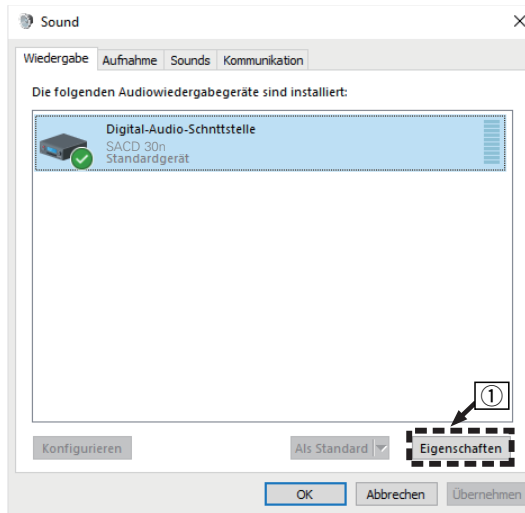 Sound
Wiedergabe Aufnahme Sounds Kommunikation
Die folgenden Audiowiedergabegeräte sind installiert:
Digital-Audio-Schnttstelle
SACD 30n
Standardgerät
①
Konfigurieren Als Standard Eigenschaften
OK Abbrechen Übernehmen